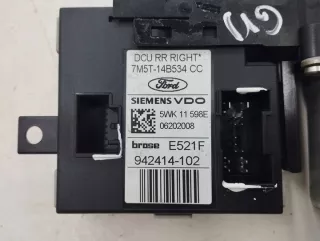 DCU RR RIGHT*
7M5T-14B534 CC
Ford
SIEMENS VDO
5WK 11 598E
06202008
brose E521F
942414-102